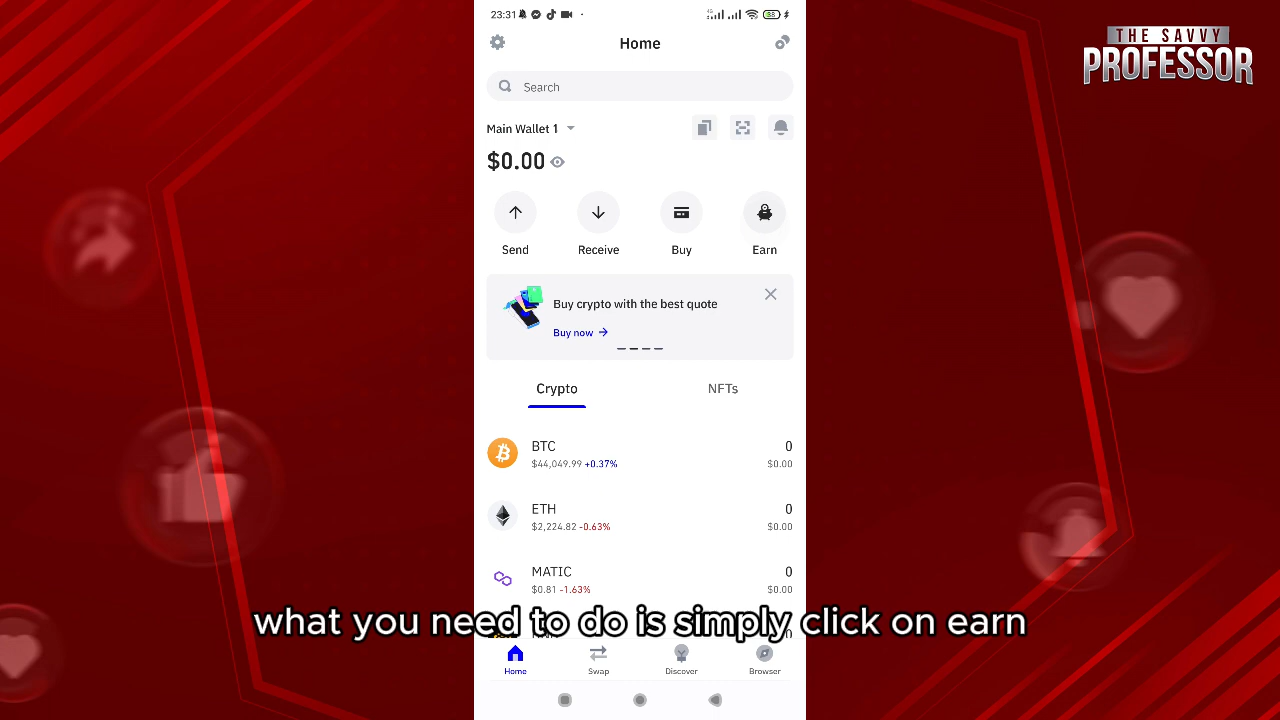 23:31
4G
88
THE SAVVY
PROFESSOR
Home
Search
Main Wallet 1
$0.00
Send
Receive
Buy
Earn
Buy crypto with the best quote
Buy now →
Crypto
NFTs
BTC
0
$44,049.99 +0.37%
$0.00
ETH
0
$2,224.82 -0.63%
$0.00
MATIC
0
$0.81 -1.63%
$0.00
what you need to do is simply click on earn
Home
Swap
Discover
Browser